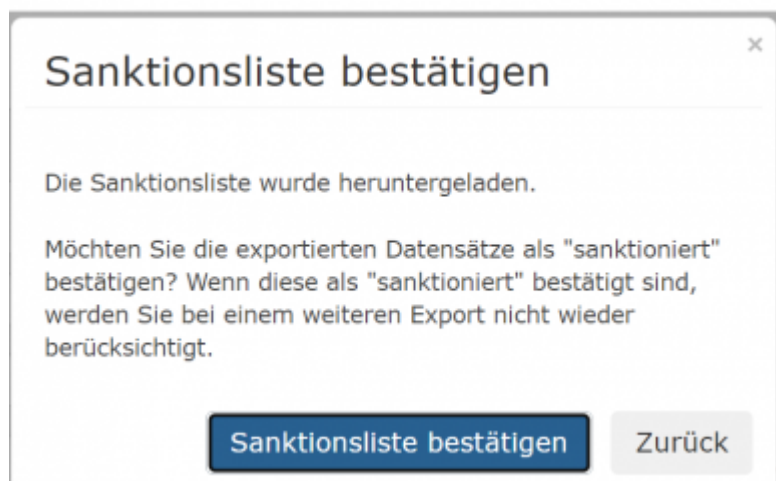 ×
Sanktionsliste bestätigen
Die Sanktionsliste wurde heruntergeladen.
Möchten Sie die exportierten Datensätze als "sanktioniert"
bestätigen? Wenn diese als "sanktioniert" bestätigt sind,
werden Sie bei einem weiteren Export nicht wieder
berücksichtigt.
Sanktionsliste bestätigen Zurück